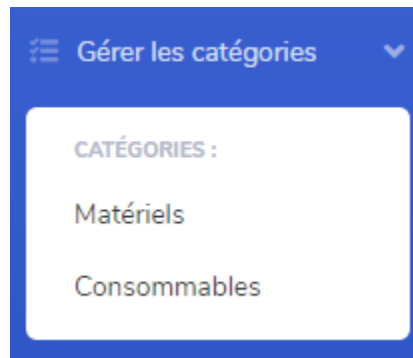 Gérer les catégories
CATÉGORIES :
Matériels
Consommables